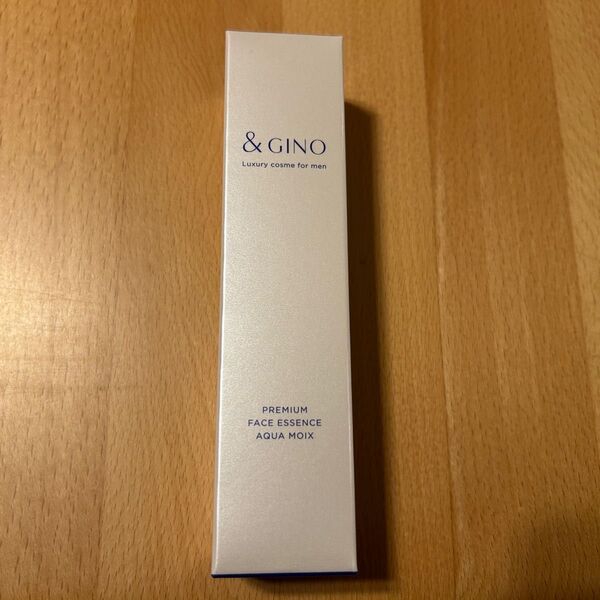 & GINO
Luxury cosme for men
PREMIUM
FACE ESSENCE
AQUA MOIX